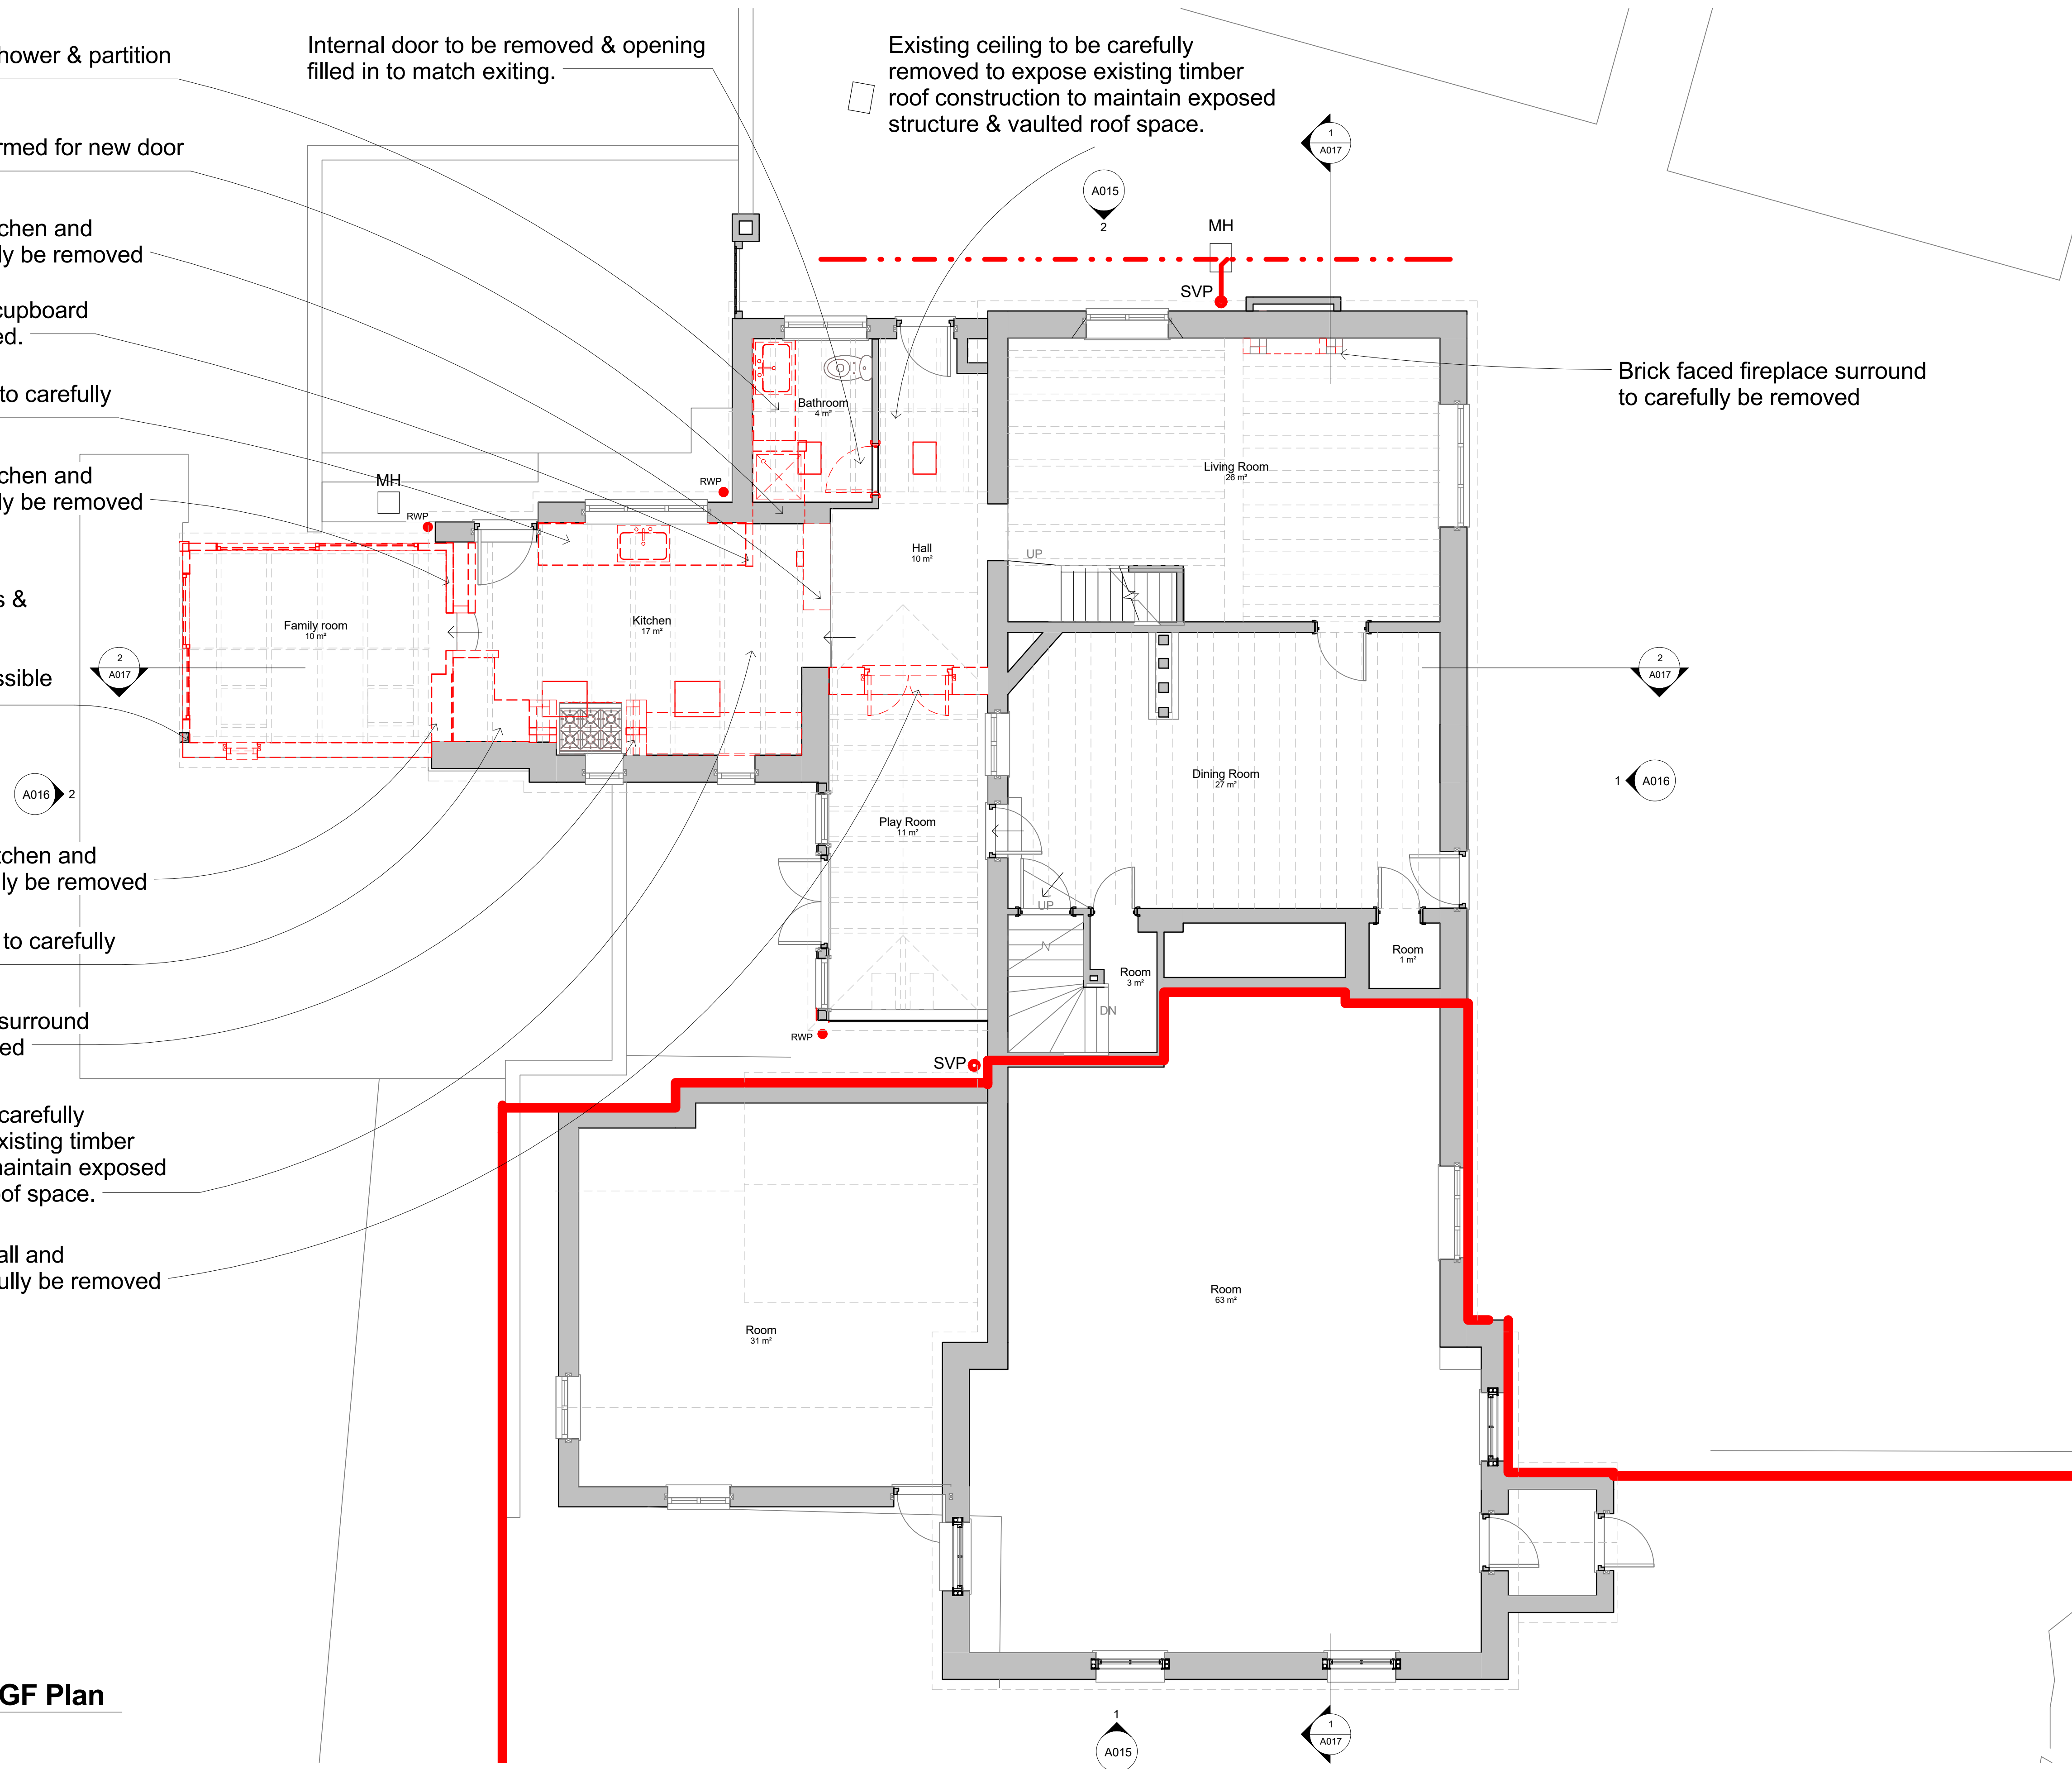 hower & partition
Internal door to be removed & opening
filled in to match exiting.
Existing ceiling to be carefully
removed to expose existing timber
roof construction to maintain exposed
structure & vaulted roof space.
rmed for new door
1
A017
A015
2
tchen and
ly be removed
MH
SVP
cupboard
ed.
Brick faced fireplace surround
to carefully be removed
to carefully
Bathroom
4 m²
tchen and
ly be removed
MH
RWP
RWP
Living Room
26 m²
Hall
10 m²
UP
s &
Family room
10 m²
Kitchen
17 m²
2
A017
2
A017
ssible
A016
2
Dining Room
27 m²
1
A016
Play Room
11 m²
tchen and
ly be removed
UP
N
to carefully
Room
3 m²
Room
1 m²
DN
surround
ed
RWP
SVP
carefully
xisting timber
maintain exposed
of space.
all and
fully be removed
Room
63 m²
Room
31 m²
GF Plan
1
A015
1
A017